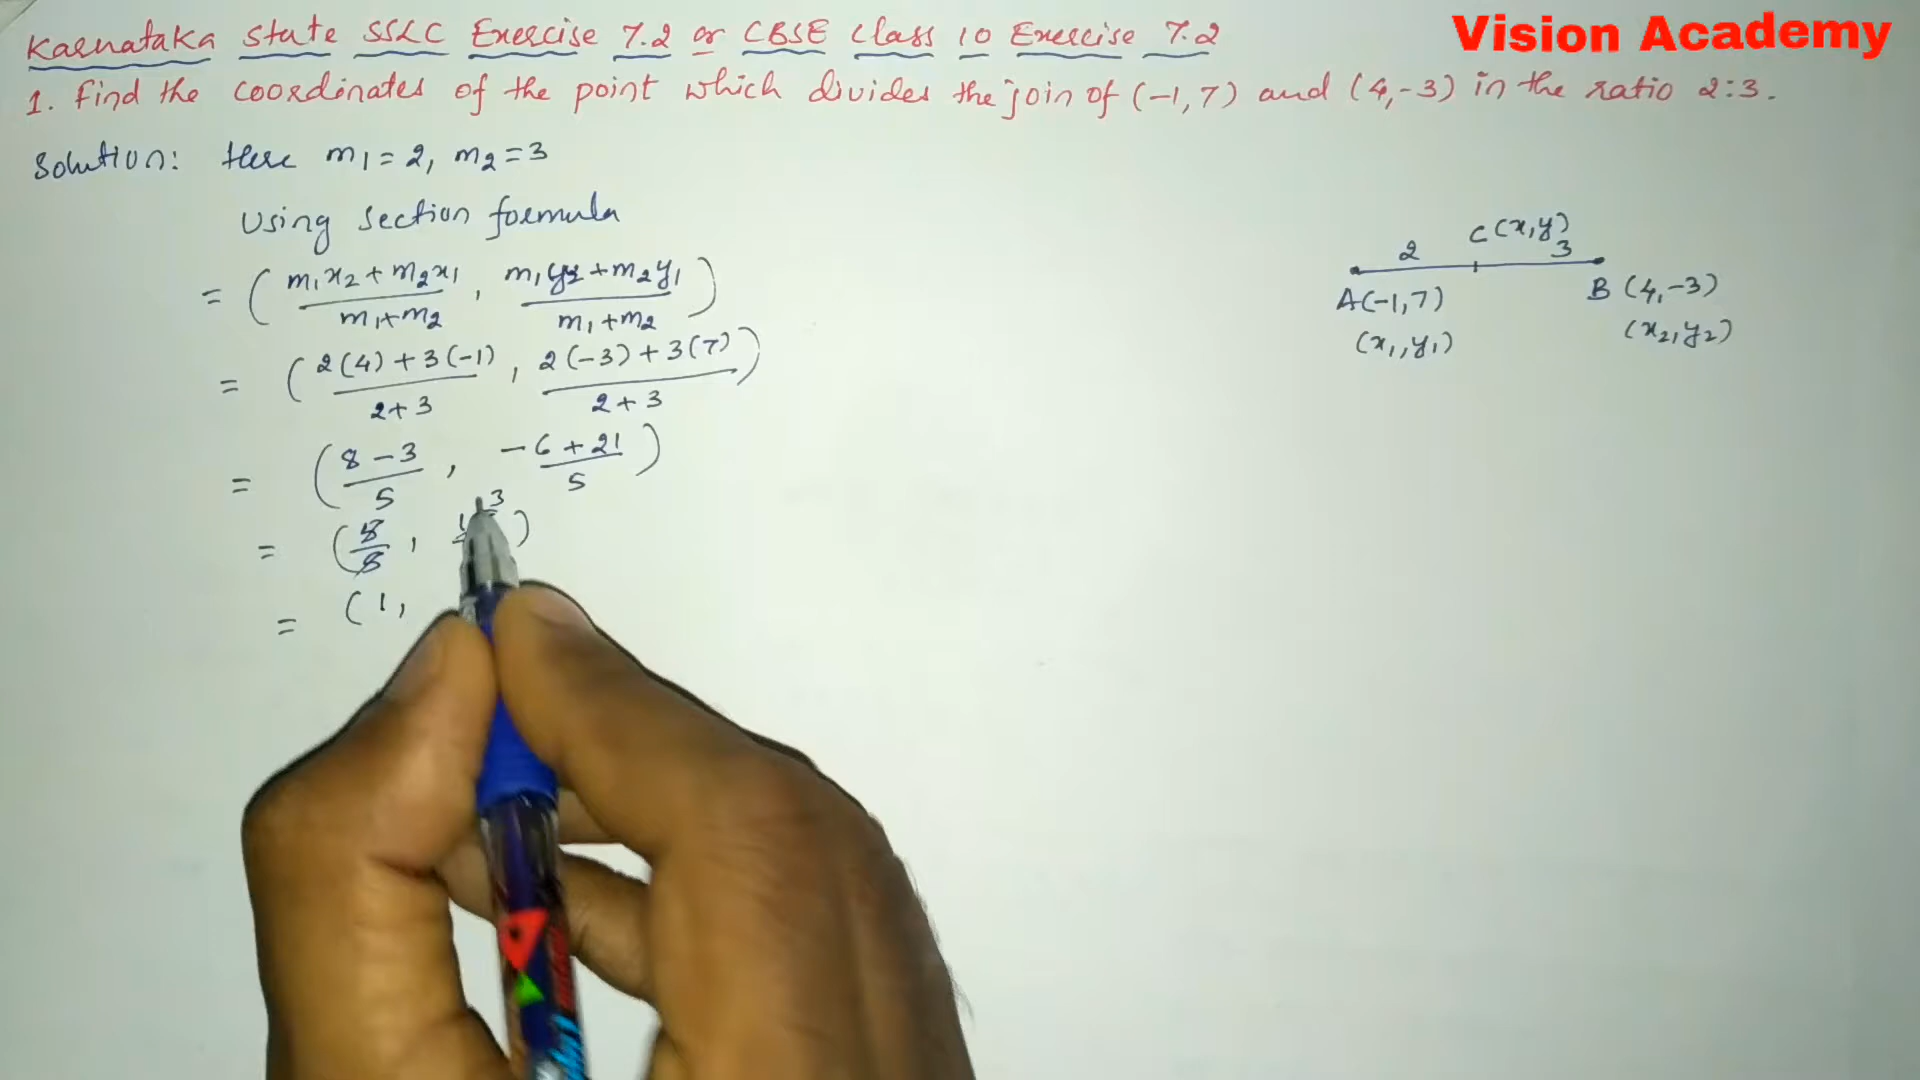 Karnataka State SSLC Exercise 7.2 or CBSE Class 10 Exercise 7.2
Vision Academy
1. Find the coordinates of the point which divides the join of (-1, 7) and (4, -3) in the ratio 2:3.
Solution: Here m₁ = 2, m₂ = 3
Using Section formula
= ( (m₁x₂ + m₂x₁)/(m₁+m₂) , (m₁y₂ + m₂y₁)/(m₁+m₂) )
= ( (2(4) + 3(-1))/(2+3) , (2(-3) + 3(7))/(2+3) )
= ( (8-3)/5 , (-6+21)/5 )
= ( 5/5 , 3 )
= ( 1,
2 C(x, y) 3
A(-1, 7) B (4, -3)
(x₁, y₁) (x₂, y₂)